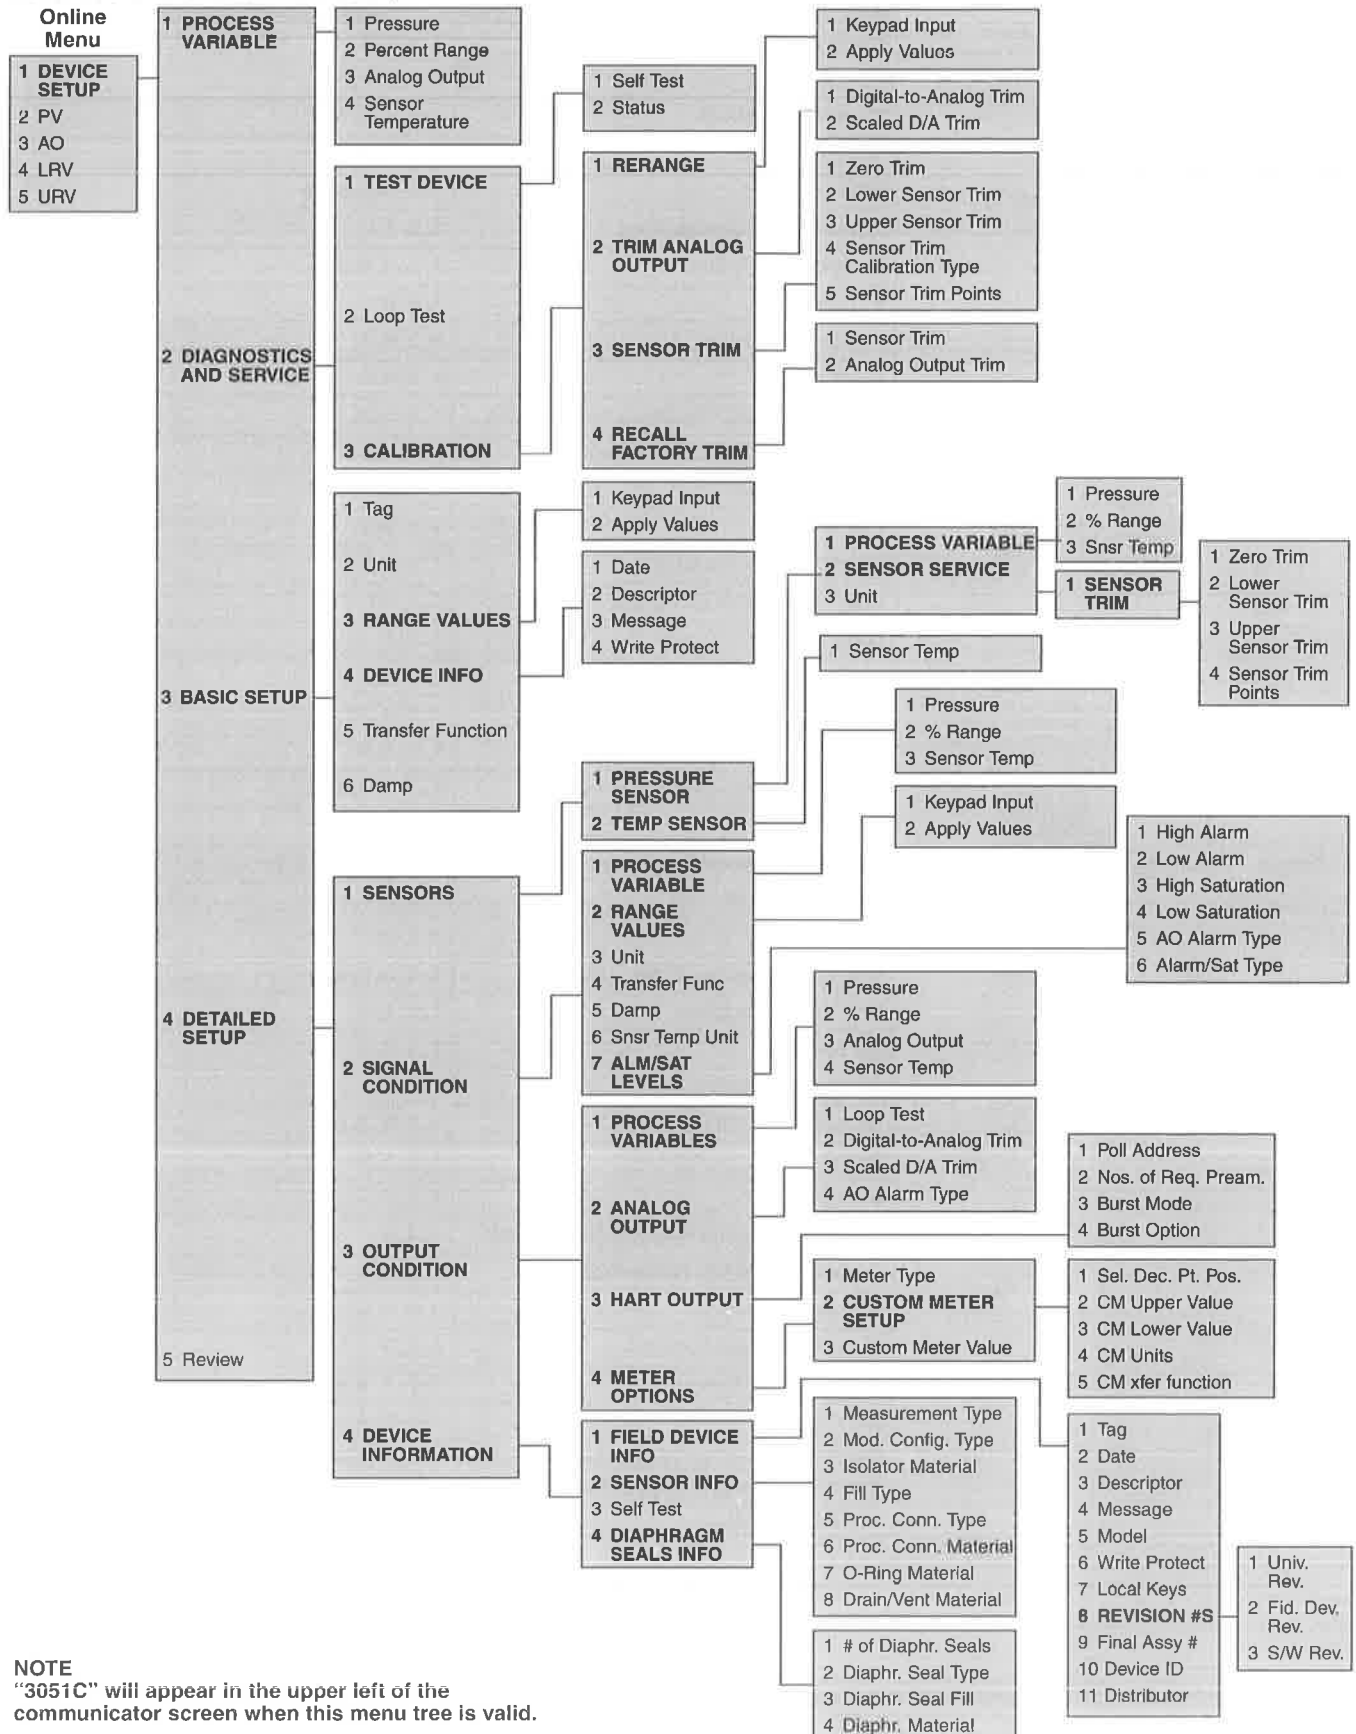 Online
Menu
1 DEVICE
SETUP
2 PV
3 AO
4 LRV
5 URV
1 PROCESS
VARIABLE
2 DIAGNOSTICS
AND SERVICE
3 BASIC SETUP
4 DETAILED
SETUP
5 Review
1 Pressure
2 Percent Range
3 Analog Output
4 Sensor
Temperature
1 TEST DEVICE
2 Loop Test
3 CALIBRATION
1 Self Test
2 Status
1 RERANGE
2 TRIM ANALOG
OUTPUT
3 SENSOR TRIM
4 RECALL
FACTORY TRIM
1 Keypad Input
2 Apply Values
1 Digital-to-Analog Trim
2 Scaled D/A Trim
1 Zero Trim
2 Lower Sensor Trim
3 Upper Sensor Trim
4 Sensor Trim
Calibration Type
5 Sensor Trim Points
1 Sensor Trim
2 Analog Output Trim
1 Tag
2 Unit
3 RANGE VALUES
4 DEVICE INFO
5 Transfer Function
6 Damp
1 Keypad Input
2 Apply Values
1 Date
2 Descriptor
3 Message
4 Write Protect
1 SENSORS
2 SIGNAL
CONDITION
3 OUTPUT
CONDITION
4 DEVICE
INFORMATION
1 PRESSURE
SENSOR
2 TEMP SENSOR
1 PROCESS VARIABLE
2 SENSOR SERVICE
3 Unit
1 Pressure
2 % Range
3 Snsr Temp
1 SENSOR
TRIM
1 Zero Trim
2 Lower
Sensor Trim
3 Upper
Sensor Trim
4 Sensor Trim
Points
1 Sensor Temp
1 PROCESS
VARIABLE
2 RANGE
VALUES
3 Unit
4 Transfer Func
5 Damp
6 Snsr Temp Unit
7 ALM/SAT
LEVELS
1 Pressure
2 % Range
3 Sensor Temp
1 Keypad Input
2 Apply Values
1 High Alarm
2 Low Alarm
3 High Saturation
4 Low Saturation
5 AO Alarm Type
6 Alarm/Sat Type
1 PROCESS
VARIABLES
2 ANALOG
OUTPUT
3 HART OUTPUT
4 METER
OPTIONS
1 Pressure
2 % Range
3 Analog Output
4 Sensor Temp
1 Loop Test
2 Digital-to-Analog Trim
3 Scaled D/A Trim
4 AO Alarm Type
1 Poll Address
2 Nos. of Req. Pream.
3 Burst Mode
4 Burst Option
1 Meter Type
2 CUSTOM METER
SETUP
3 Custom Meter Value
1 Sel. Dec. Pt. Pos.
2 CM Upper Value
3 CM Lower Value
4 CM Units
5 CM xfer function
1 FIELD DEVICE
INFO
2 SENSOR INFO
3 Self Test
4 DIAPHRAGM
SEALS INFO
1 Measurement Type
2 Mod. Config. Type
3 Isolator Material
4 Fill Type
5 Proc. Conn. Type
6 Proc. Conn. Material
7 O-Ring Material
8 Drain/Vent Material
1 # of Diaphr. Seals
2 Diaphr. Seal Type
3 Diaphr. Seal Fill
4 Diaphr. Material
1 Tag
2 Date
3 Descriptor
4 Message
5 Model
6 Write Protect
7 Local Keys
8 REVISION #S
9 Final Assy #
10 Device ID
11 Distributor
1 Univ.
Rev.
2 Fld. Dev.
Rev.
3 S/W Rev.
NOTE
"3051C" will appear in the upper left of the
communicator screen when this menu tree is valid.